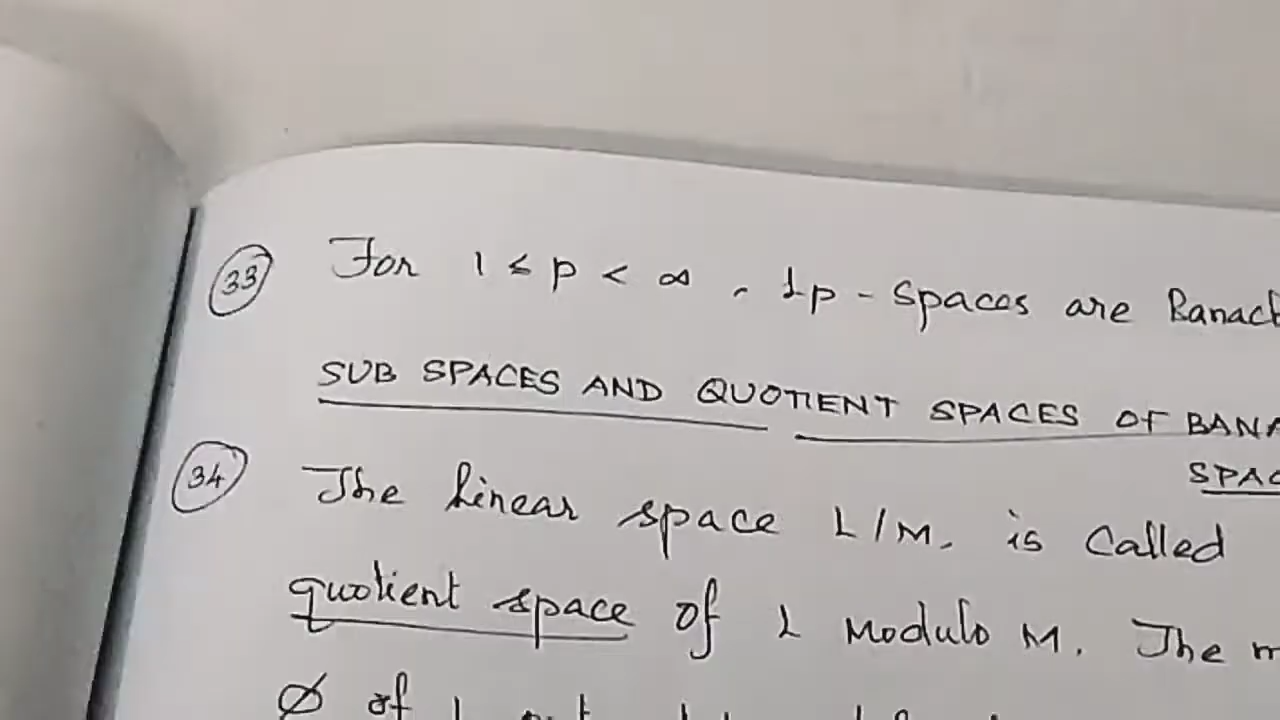 33 For 1 ≤ p < ∞, Lp - Spaces are Banach
SUB SPACES AND QUOTIENT SPACES OF BANA
SPAC
34 The linear space L/M. is called
quotient space of L Modulo M. The m
φ of L